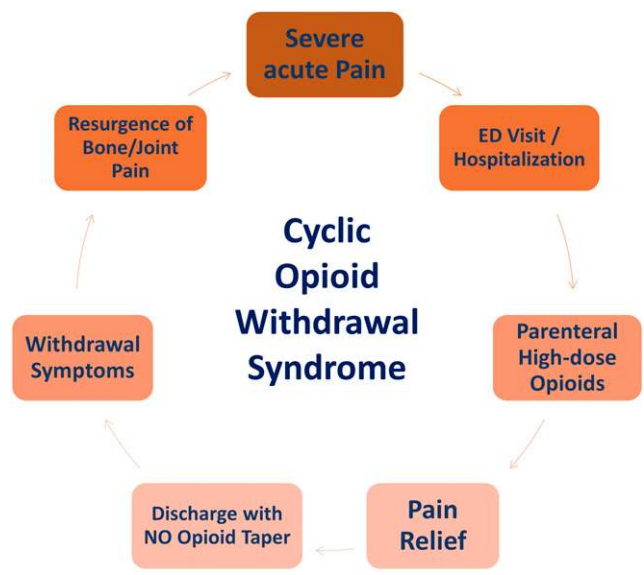 Severe
acute Pain
ED Visit /
Hospitalization
Parenteral
High-dose
Opioids
Pain
Relief
Discharge with
NO Opioid Taper
Withdrawal
Symptoms
Resurgence of
Bone/Joint
Pain
Cyclic
Opioid
Withdrawal
Syndrome